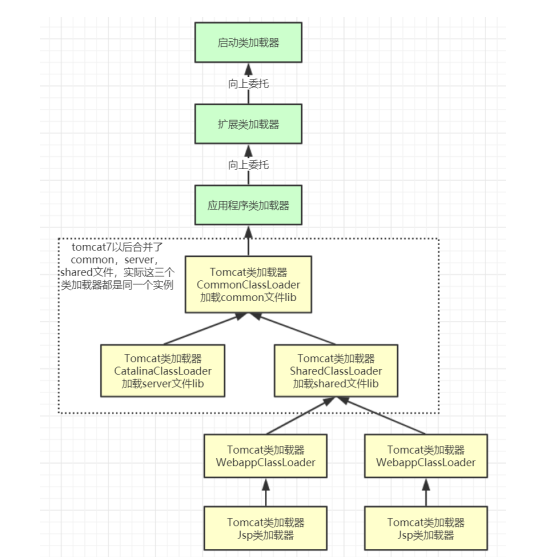 启动类加载器
向上委托
扩展类加载器
向上委托
应用程序类加载器
tomcat7以后合并了
common，server，
shared文件，实际这三个
类加载器都是同一个实例
Tomcat类加载器
CommonClassLoader
加载common文件lib
Tomcat类加载器
CatalinaClassLoader
加载server文件lib
Tomcat类加载器
SharedClassLoader
加载shared文件lib
Tomcat类加载器
WebappClassLoader
Tomcat类加载器
WebappClassLoader
Tomcat类加载器
Jsp类加载器
Tomcat类加载器
Jsp类加载器